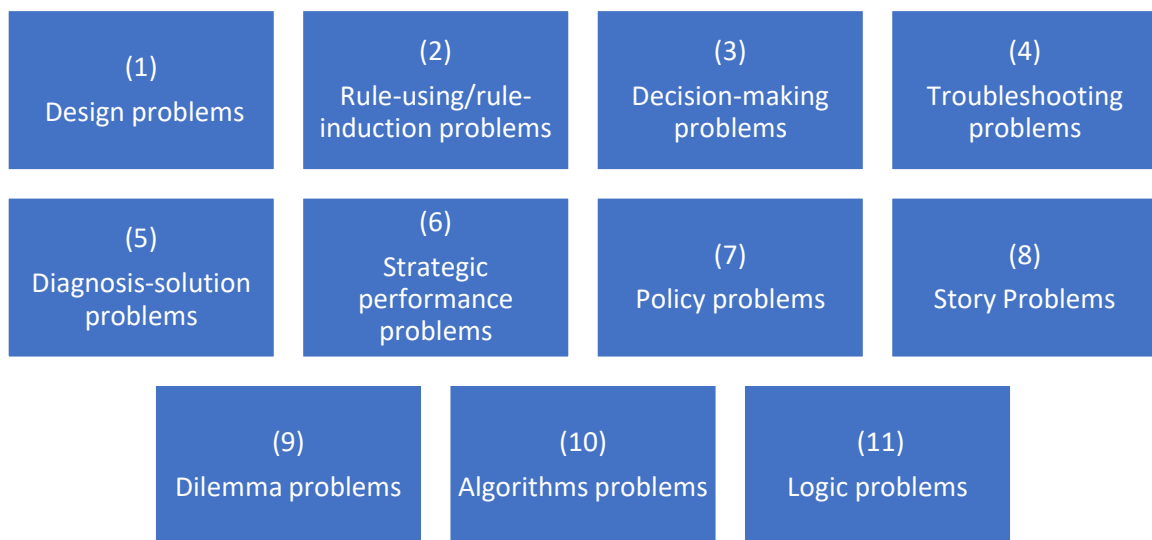 (1)
Design problems
(2)
Rule-using/rule-
induction problems
(3)
Decision-making
problems
(4)
Troubleshooting
problems
(5)
Diagnosis-solution
problems
(6)
Strategic
performance
problems
(7)
Policy problems
(8)
Story Problems
(9)
Dilemma problems
(10)
Algorithms problems
(11)
Logic problems